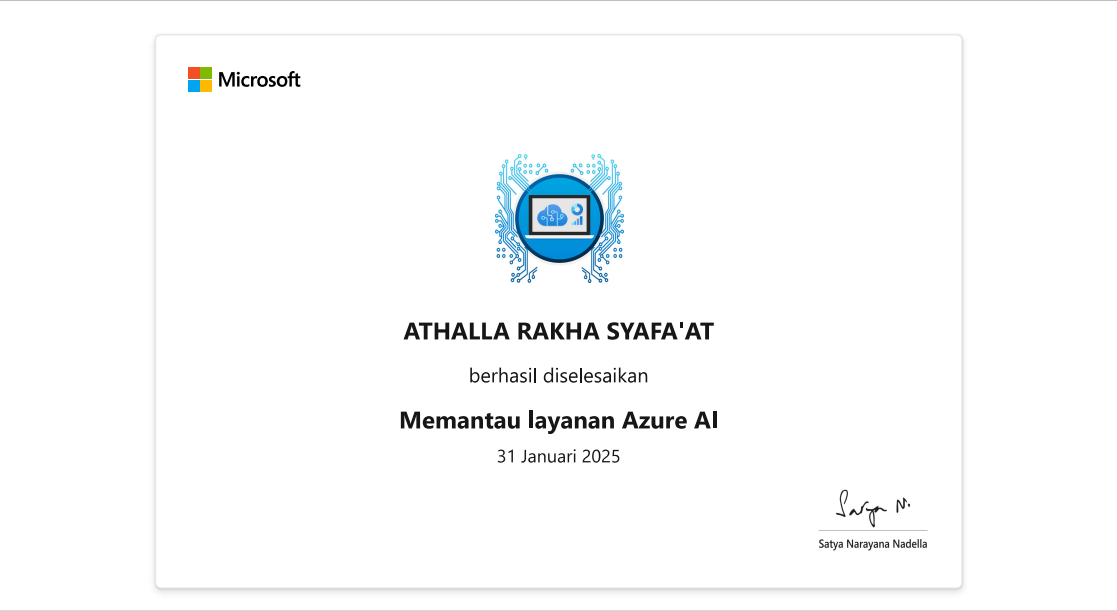 Microsoft
ATHALLA RAKHA SYAFA'AT
berhasil diselesaikan
Memantau layanan Azure AI
31 Januari 2025
Satya N.
Satya Narayana Nadella